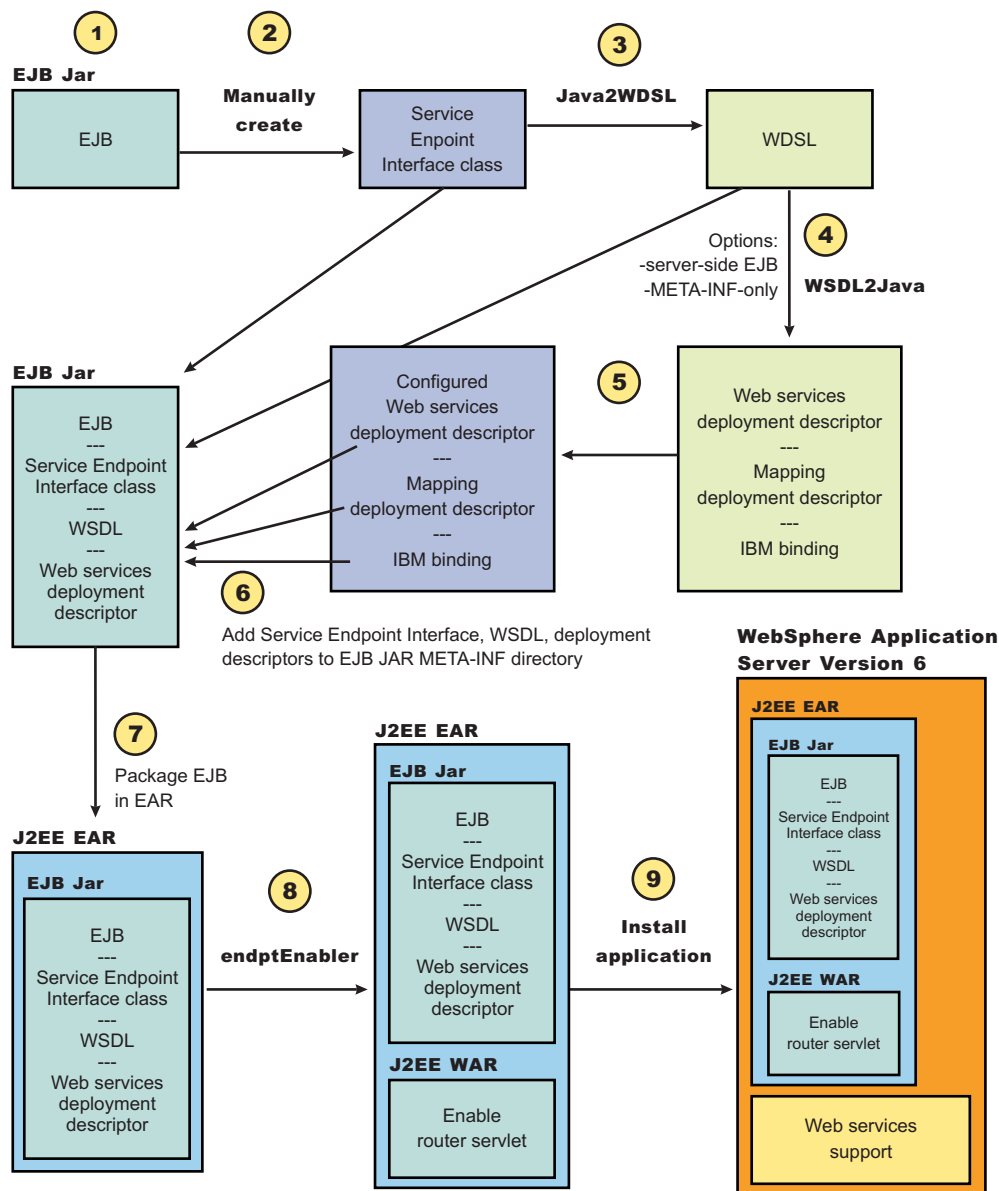 1
2
3
EJB Jar
EJB
Manually
create
Service
Enpoint
Interface class
Java2WDSL
WDSL
4
Options:
-server-side EJB
-META-INF-only
WSDL2Java
EJB Jar
EJB
---
Service Endpoint
Interface class
---
WSDL
---
Web services
deployment
descriptor
Configured
Web services
deployment descriptor
---
Mapping
deployment descriptor
---
IBM binding
5
Web services
deployment descriptor
---
Mapping
deployment descriptor
---
IBM binding
6
Add Service Endpoint Interface, WSDL, deployment
descriptors to EJB JAR META-INF directory
7
Package EJB
in EAR
J2EE EAR
EJB Jar
EJB
---
Service Endpoint
Interface class
---
WSDL
---
Web services
deployment
descriptor
8
endptEnabler
J2EE EAR
EJB Jar
EJB
---
Service Endpoint
Interface class
---
WSDL
---
Web services
deployment
descriptor
J2EE WAR
Enable
router servlet
9
Install
application
WebSphere Application
Server Version 6
J2EE EAR
EJB Jar
EJB
---
Service Endpoint
Interface class
---
WSDL
---
Web services
deployment
descriptor
J2EE WAR
Enable
router servlet
Web services
support